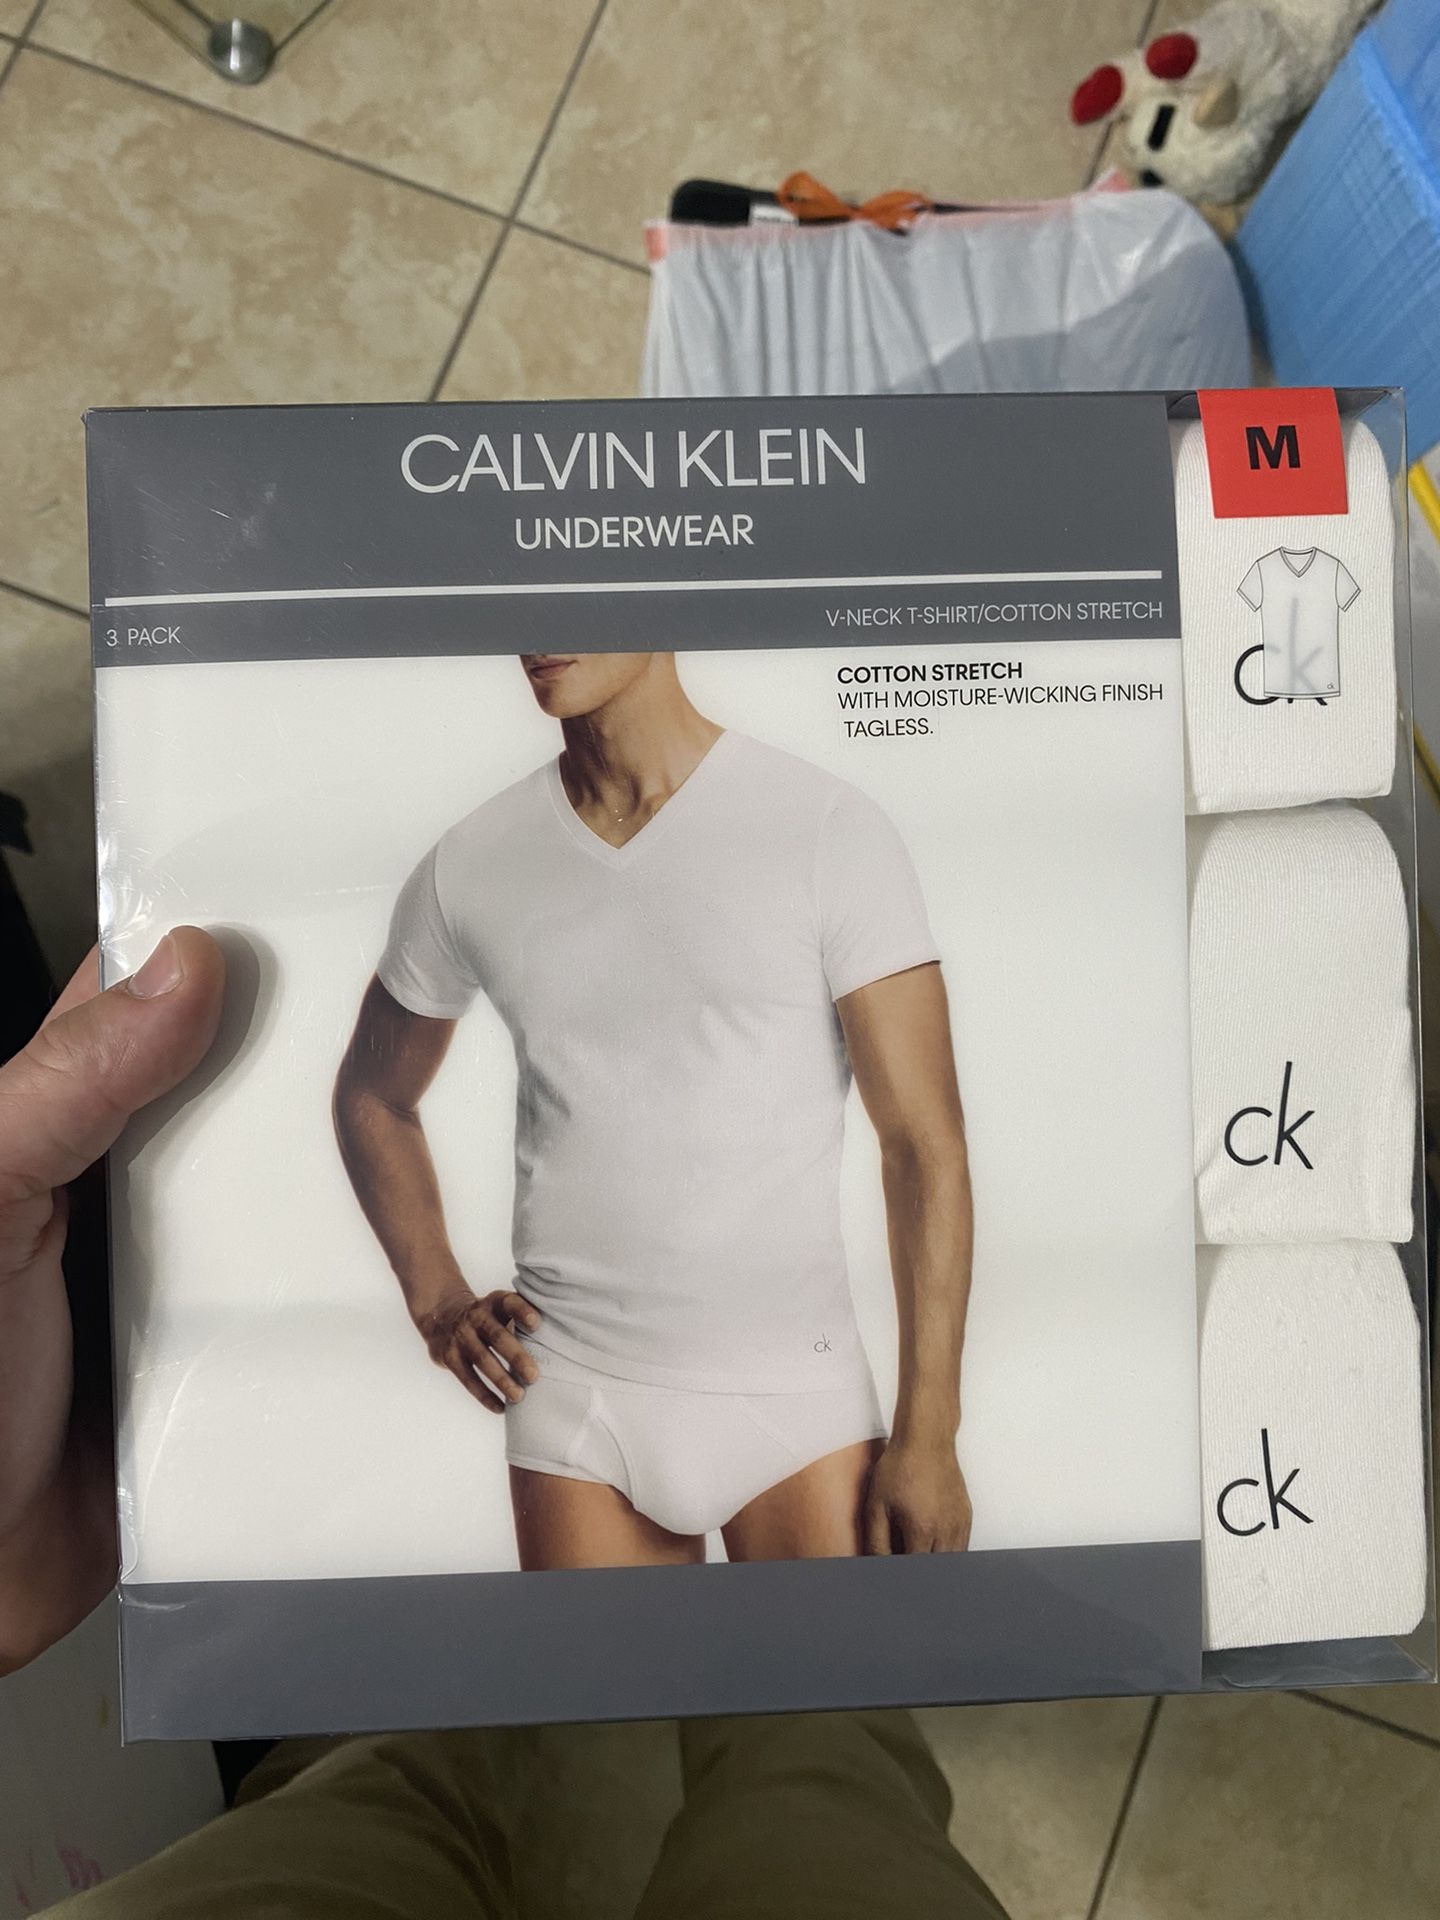 CALVIN KLEIN
UNDERWEAR
3 PACK
V-NECK T-SHIRT/COTTON STRETCH
COTTON STRETCH
WITH MOISTURE-WICKING FINISH
TAGLESS.
M
ck
ck
ck
ck
ck